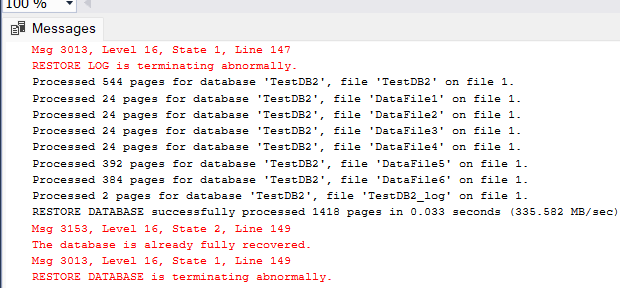 100 %
Messages
Msg 3013, Level 16, State 1, Line 147
RESTORE LOG is terminating abnormally.
Processed 544 pages for database 'TestDB2', file 'TestDB2' on file 1.
Processed 24 pages for database 'TestDB2', file 'DataFile1' on file 1.
Processed 24 pages for database 'TestDB2', file 'DataFile2' on file 1.
Processed 24 pages for database 'TestDB2', file 'DataFile3' on file 1.
Processed 24 pages for database 'TestDB2', file 'DataFile4' on file 1.
Processed 392 pages for database 'TestDB2', file 'DataFile5' on file 1.
Processed 384 pages for database 'TestDB2', file 'DataFile6' on file 1.
Processed 2 pages for database 'TestDB2', file 'TestDB2_log' on file 1.
RESTORE DATABASE successfully processed 1418 pages in 0.033 seconds (335.582 MB/sec)
Msg 3153, Level 16, State 2, Line 149
The database is already fully recovered.
Msg 3013, Level 16, State 1, Line 149
RESTORE DATABASE is terminating abnormally.